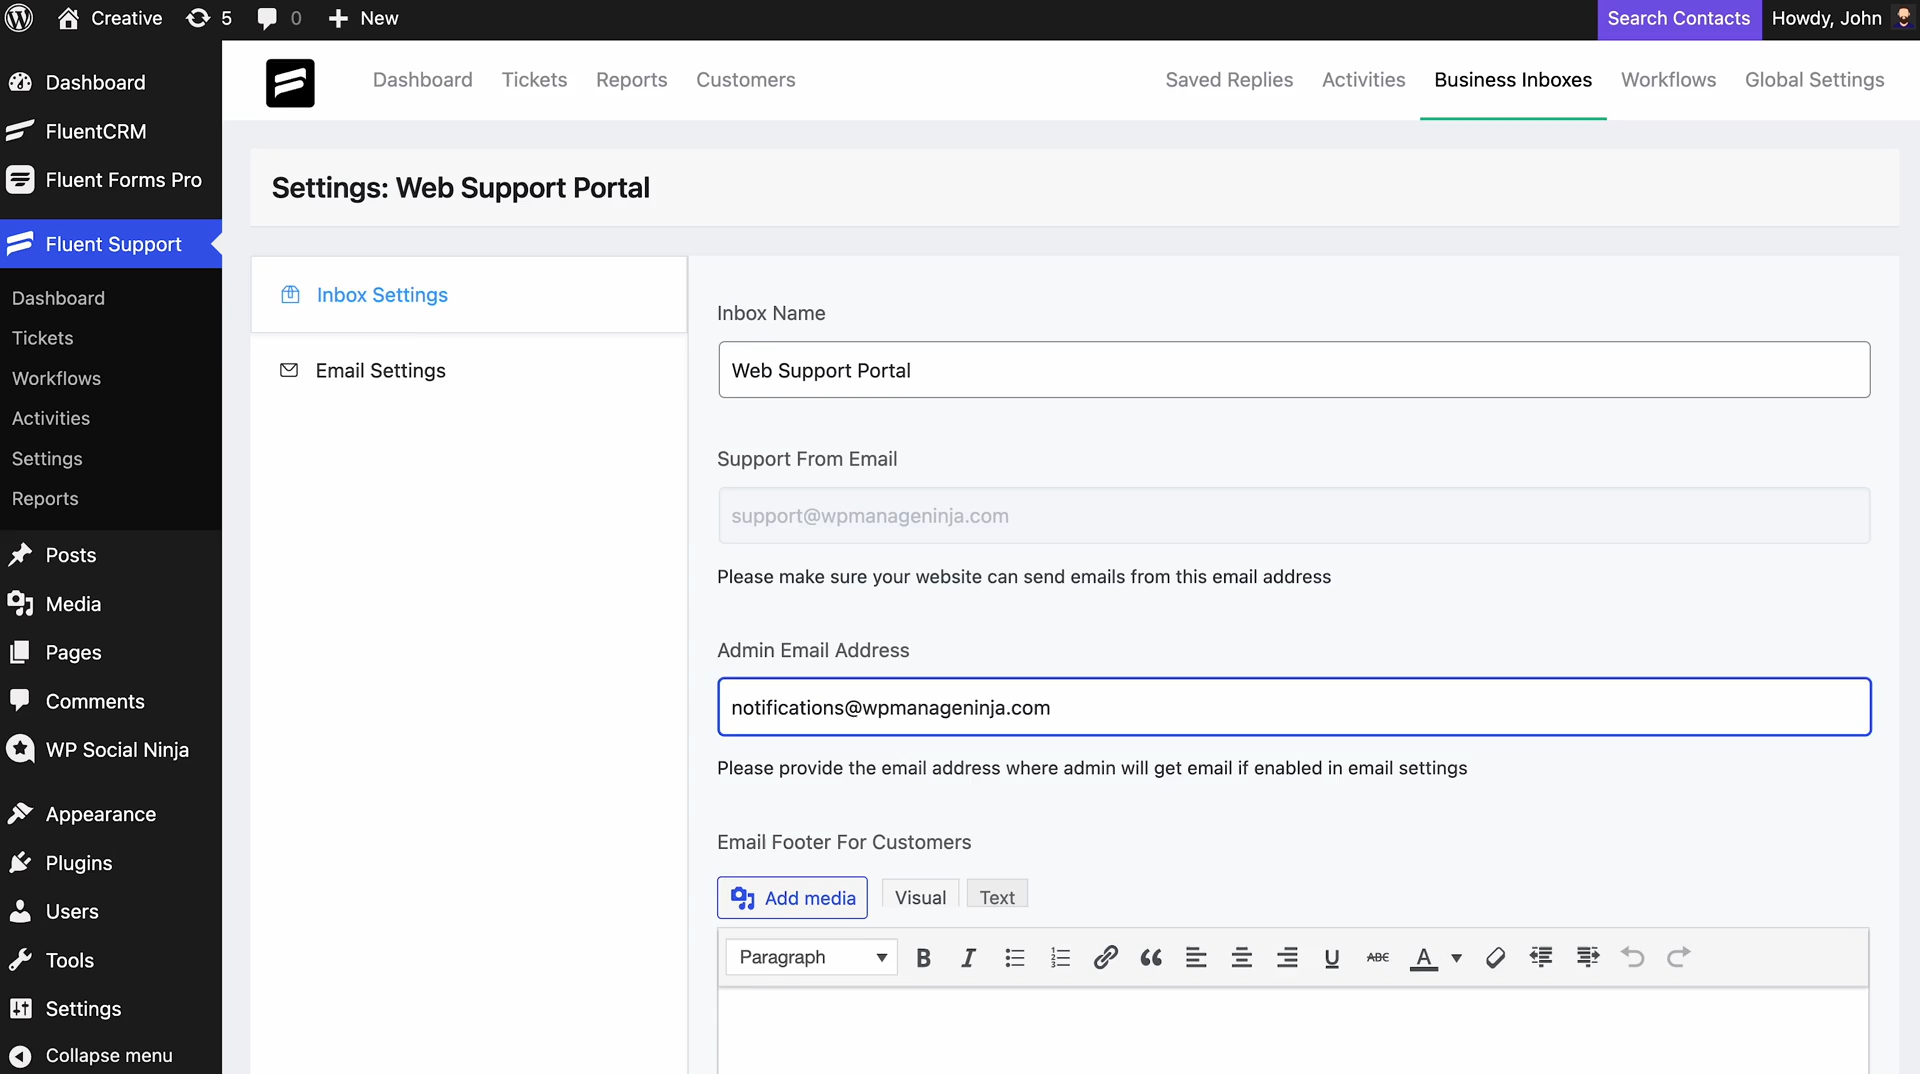 Creative
5
0
New
Search Contacts
Howdy, John
Dashboard
FluentCRM
Fluent Forms Pro
Fluent Support
Dashboard
Tickets
Workflows
Activities
Settings
Reports
Posts
Media
Pages
Comments
WP Social Ninja
Appearance
Plugins
Users
Tools
Settings
Collapse menu
Dashboard
Tickets
Reports
Customers
Saved Replies
Activities
Business Inboxes
Workflows
Global Settings
Settings: Web Support Portal
Inbox Settings
Email Settings
Inbox Name
Web Support Portal
Support From Email
support@wpmanageninja.com
Please make sure your website can send emails from this email address
Admin Email Address
notifications@wpmanageninja.com
Please provide the email address where admin will get email if enabled in email settings
Email Footer For Customers
Add media
Visual
Text
Paragraph
B
I
U
ABC
A